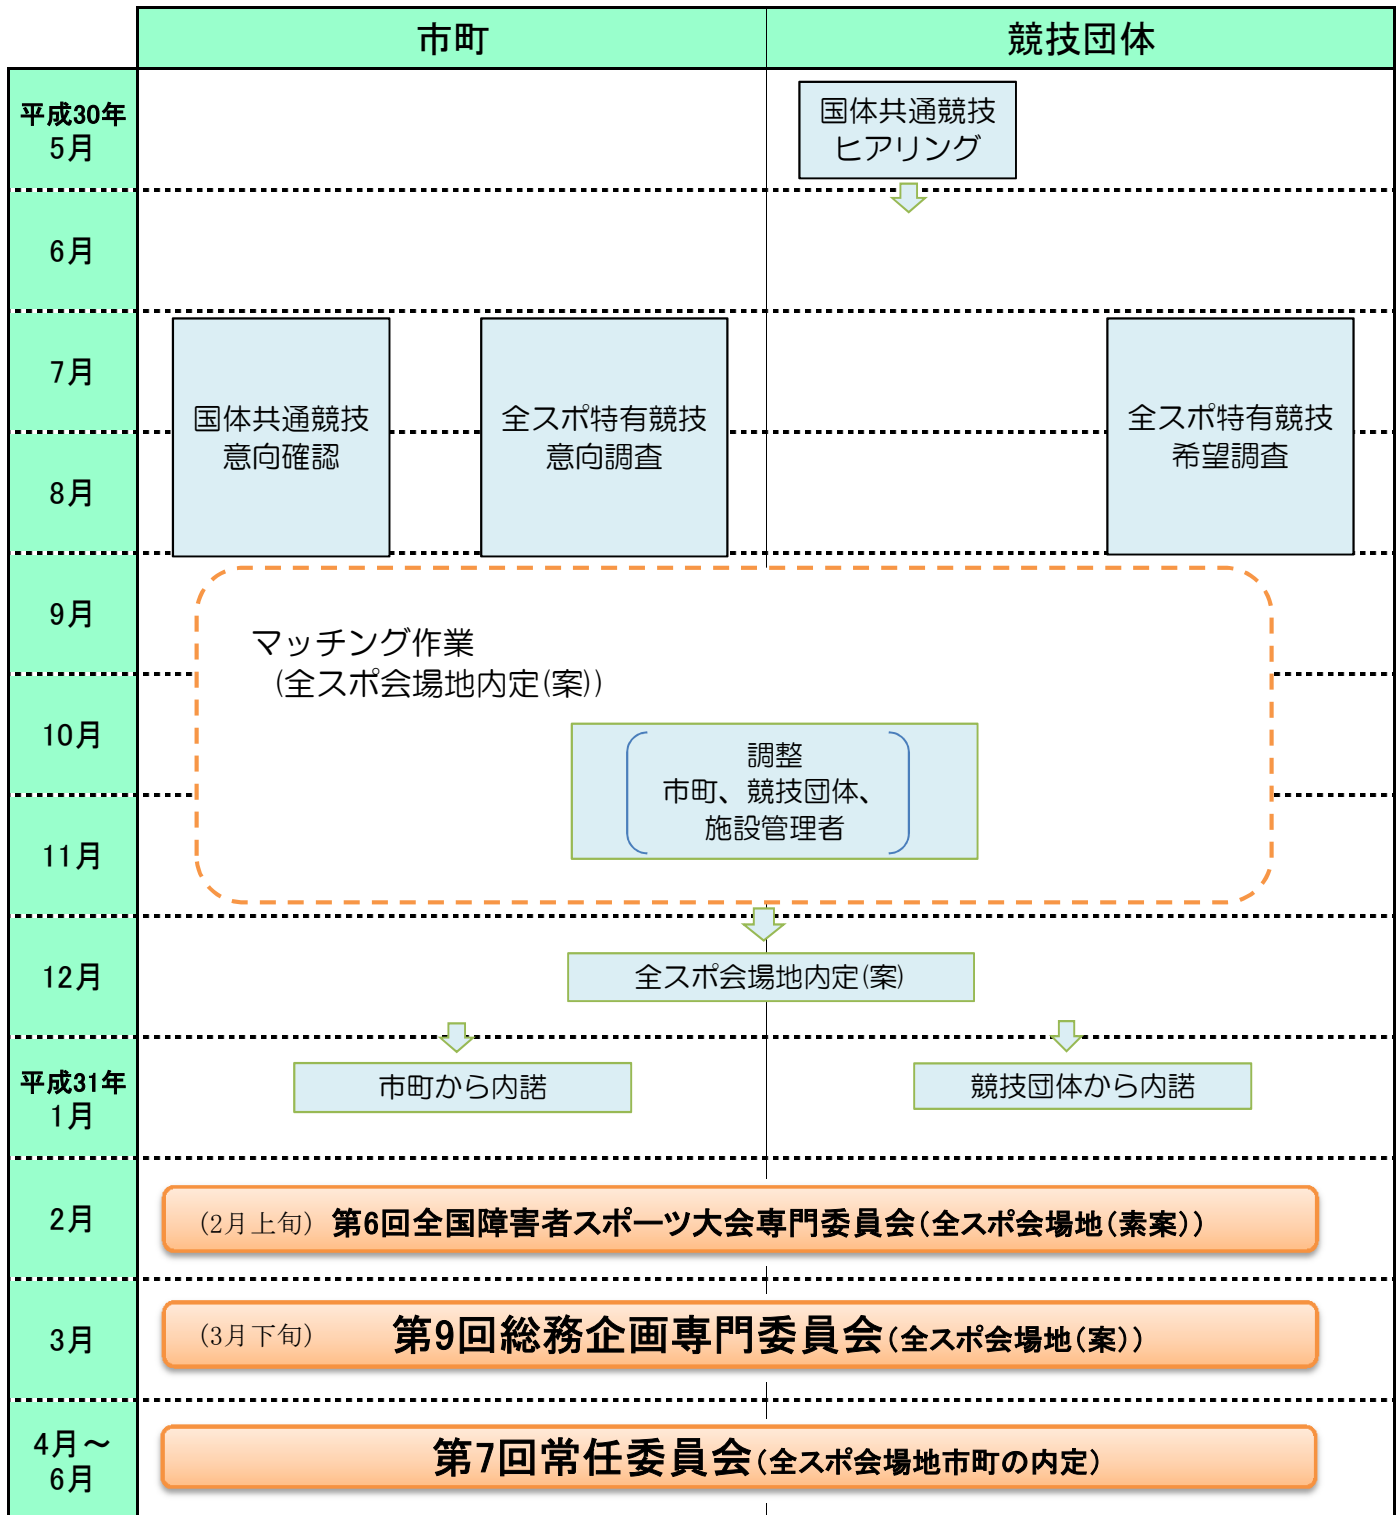 市町
競技団体
平成30年
5月
国体共通競技
ヒアリング
6月
7月
8月
国体共通競技
意向確認
全スポ特有競技
意向調査
全スポ特有競技
希望調査
9月
マッチング作業
(全スポ会場地内定(案))
10月
調整
市町、競技団体、
施設管理者
11月
12月
全スポ会場地内定(案)
平成31年
1月
市町から内諾
競技団体から内諾
2月
(2月上旬) 第6回全国障害者スポーツ大会専門委員会(全スポ会場地(素案))
3月
(3月下旬) 第9回総務企画専門委員会(全スポ会場地(案))
4月～
6月
第7回常任委員会(全スポ会場地市町の内定)